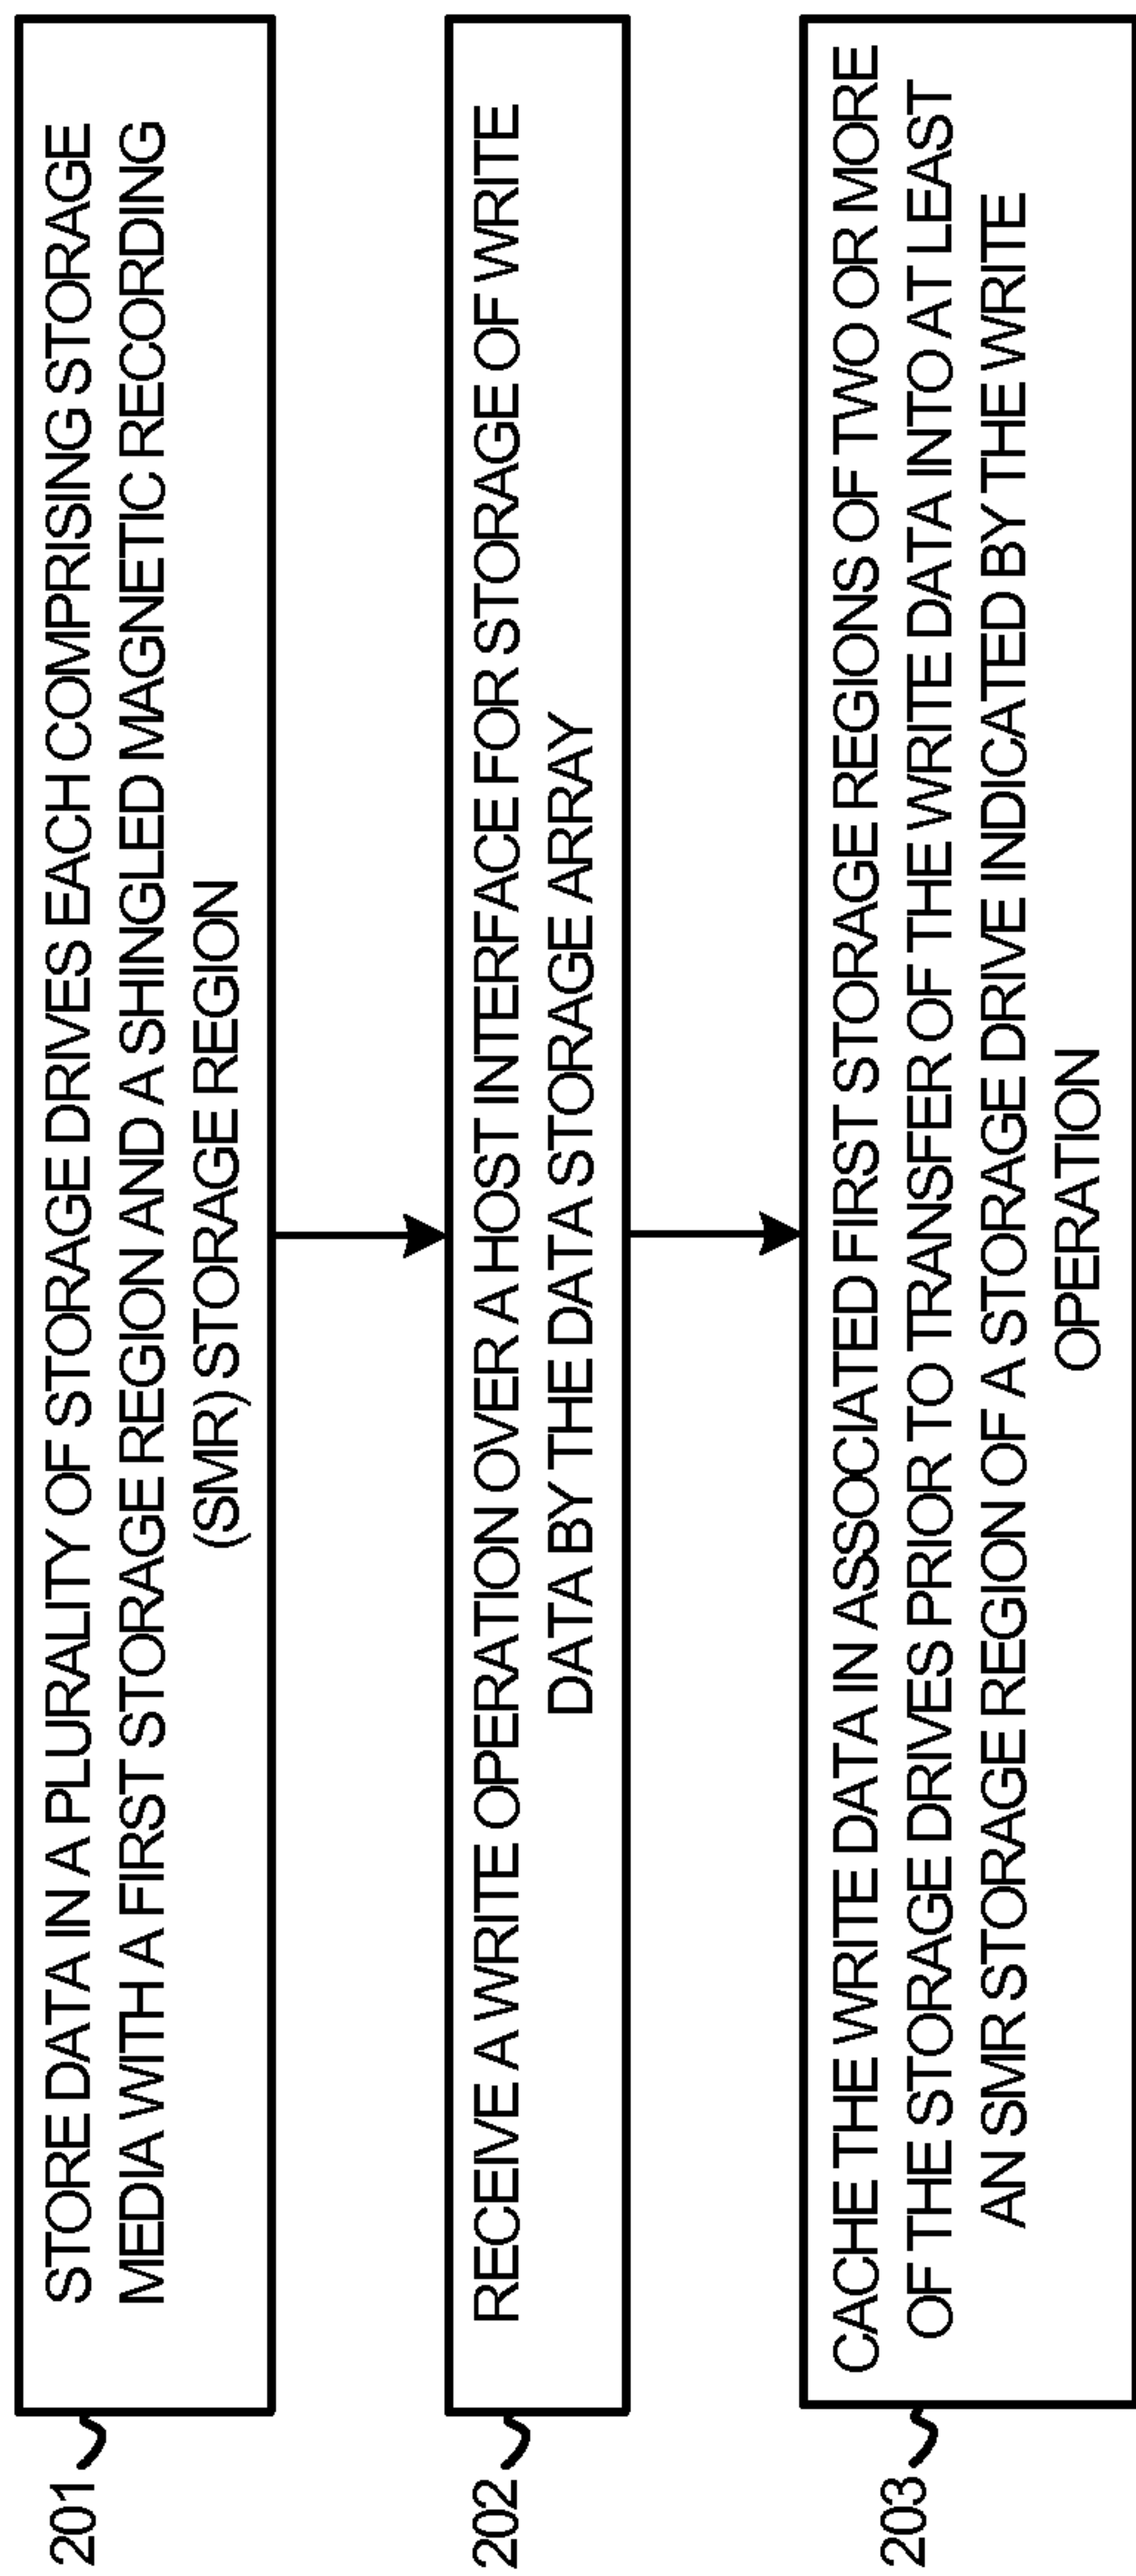 201
STORE DATA IN A PLURALITY OF STORAGE DRIVES EACH COMPRISING STORAGE
MEDIA WITH A FIRST STORAGE REGION AND A SHINGLED MAGNETIC RECORDING
(SMR) STORAGE REGION
202
RECEIVE A WRITE OPERATION OVER A HOST INTERFACE FOR STORAGE OF WRITE
DATA BY THE DATA STORAGE ARRAY
203
CACHE THE WRITE DATA IN ASSOCIATED FIRST STORAGE REGIONS OF TWO OR MORE
OF THE STORAGE DRIVES PRIOR TO TRANSFER OF THE WRITE DATA INTO AT LEAST
AN SMR STORAGE REGION OF A STORAGE DRIVE INDICATED BY THE WRITE
OPERATION